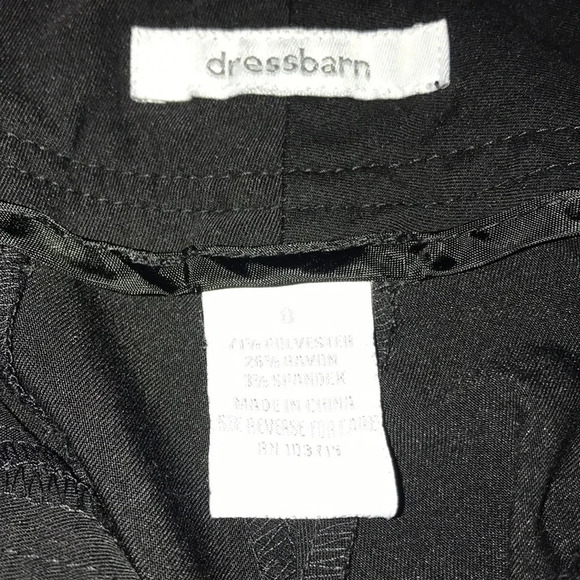 dressbarn
8
71% POLYESTER
26% RAYON
3% SPANDEX
MADE IN CHINA
SEE REVERSE FOR CARE
RN